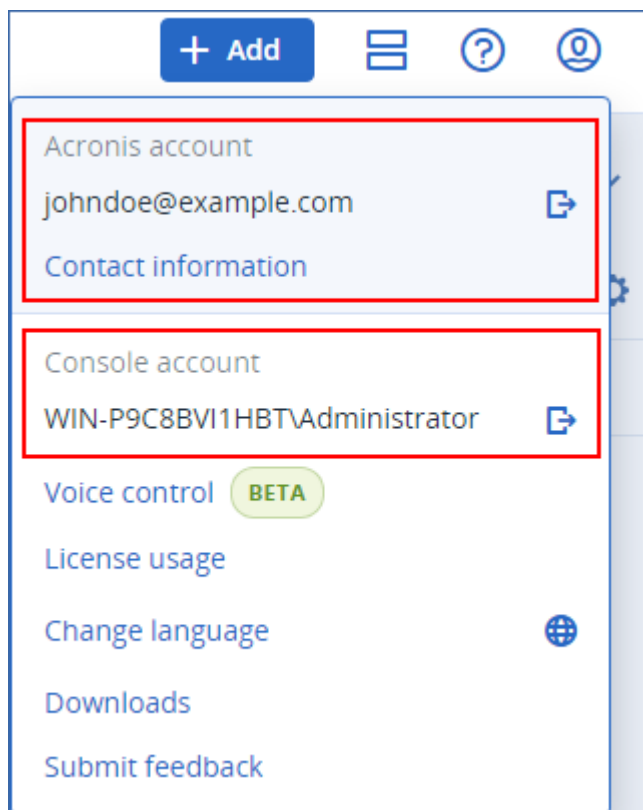 + Add
Acronis account
johndoe@example.com
Contact information
Console account
WIN-P9C8BVI1HBT\Administrator
Voice control BETA
License usage
Change language
Downloads
Submit feedback